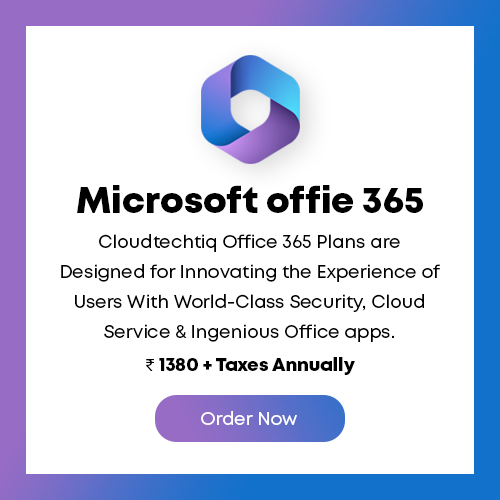 Microsoft offie 365
Cloudtechtiq Office 365 Plans are
Designed for Innovating the Experience of
Users With World-Class Security, Cloud
Service & Ingenious Office apps.
₹ 1380 + Taxes Annually
Order Now